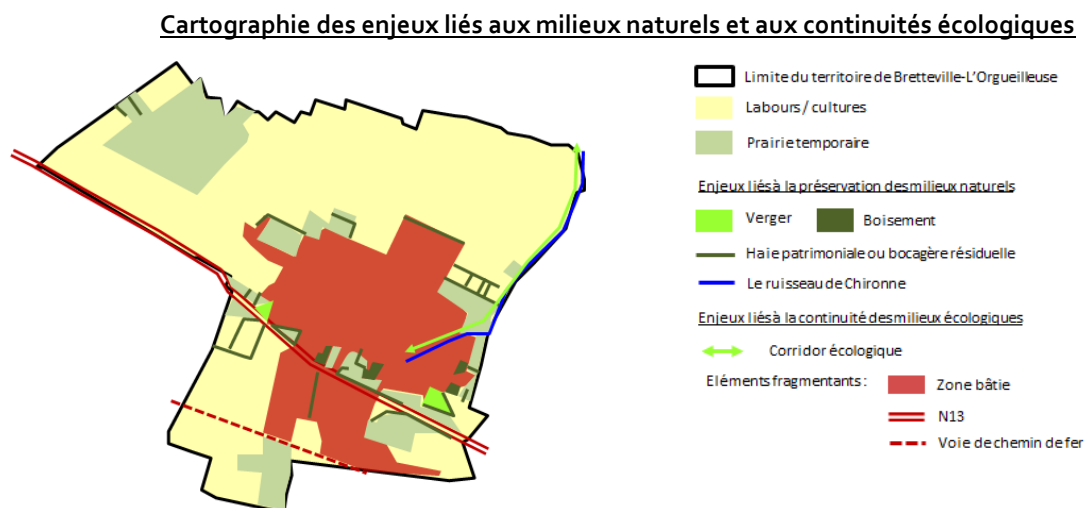 Cartographie des enjeux liés aux milieux naturels et aux continuités écologiques
Limite du territoire de Bretteville-L'Orgueilleuse
Labours / cultures
Prairie temporaire
Enjeux liés à la préservation des milieux naturels
Verger
Boisement
Haie patrimoniale ou bocagère résiduelle
Le ruisseau de Chironne
Enjeux liés à la continuité des milieux écologiques
Corridor écologique
Eléments fragmentants :
Zone bâtie
N13
Voie de chemin de fer